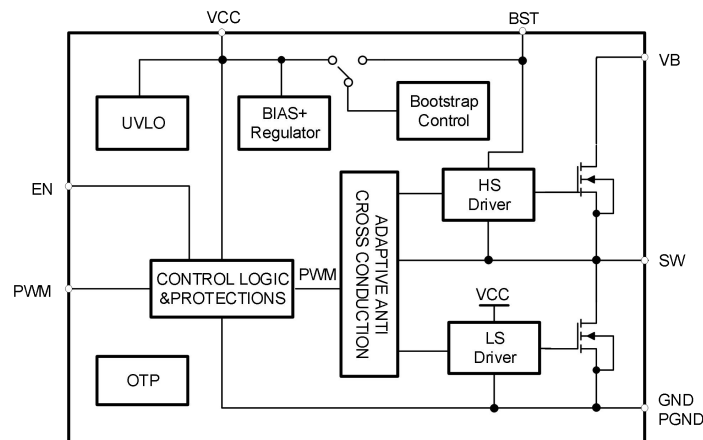 VCC
BST
VB
UVLO
BIAS+
Regulator
Bootstrap
Control
EN
HS
Driver
ADAPTIVE ANTI
CROSS CONDUCTION
SW
PWM
CONTROL LOGIC
&PROTECTIONS
PWM
VCC
LS
Driver
OTP
GND
PGND